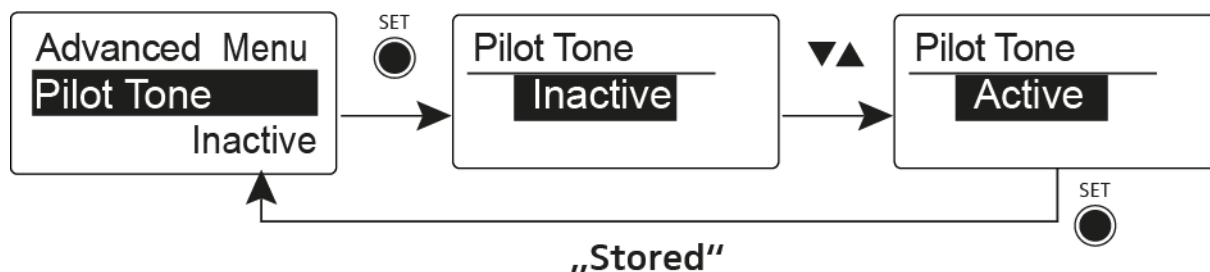 Advanced Menu
Pilot Tone
Inactive
SET
Pilot Tone
Inactive
▼▲
Pilot Tone
Active
SET
„Stored“